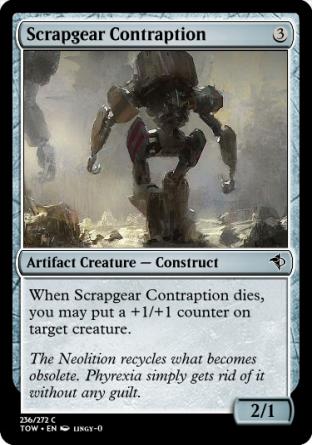 Scrapgear Contraption 3
Artifact Creature — Construct
When Scrapgear Contraption dies,
you may put a +1/+1 counter on
target creature.
The Neolition recycles what becomes
obsolete. Phyrexia simply gets rid of it
without any guilt.
2/1
236/272 C
TOW • EN LINGY-0